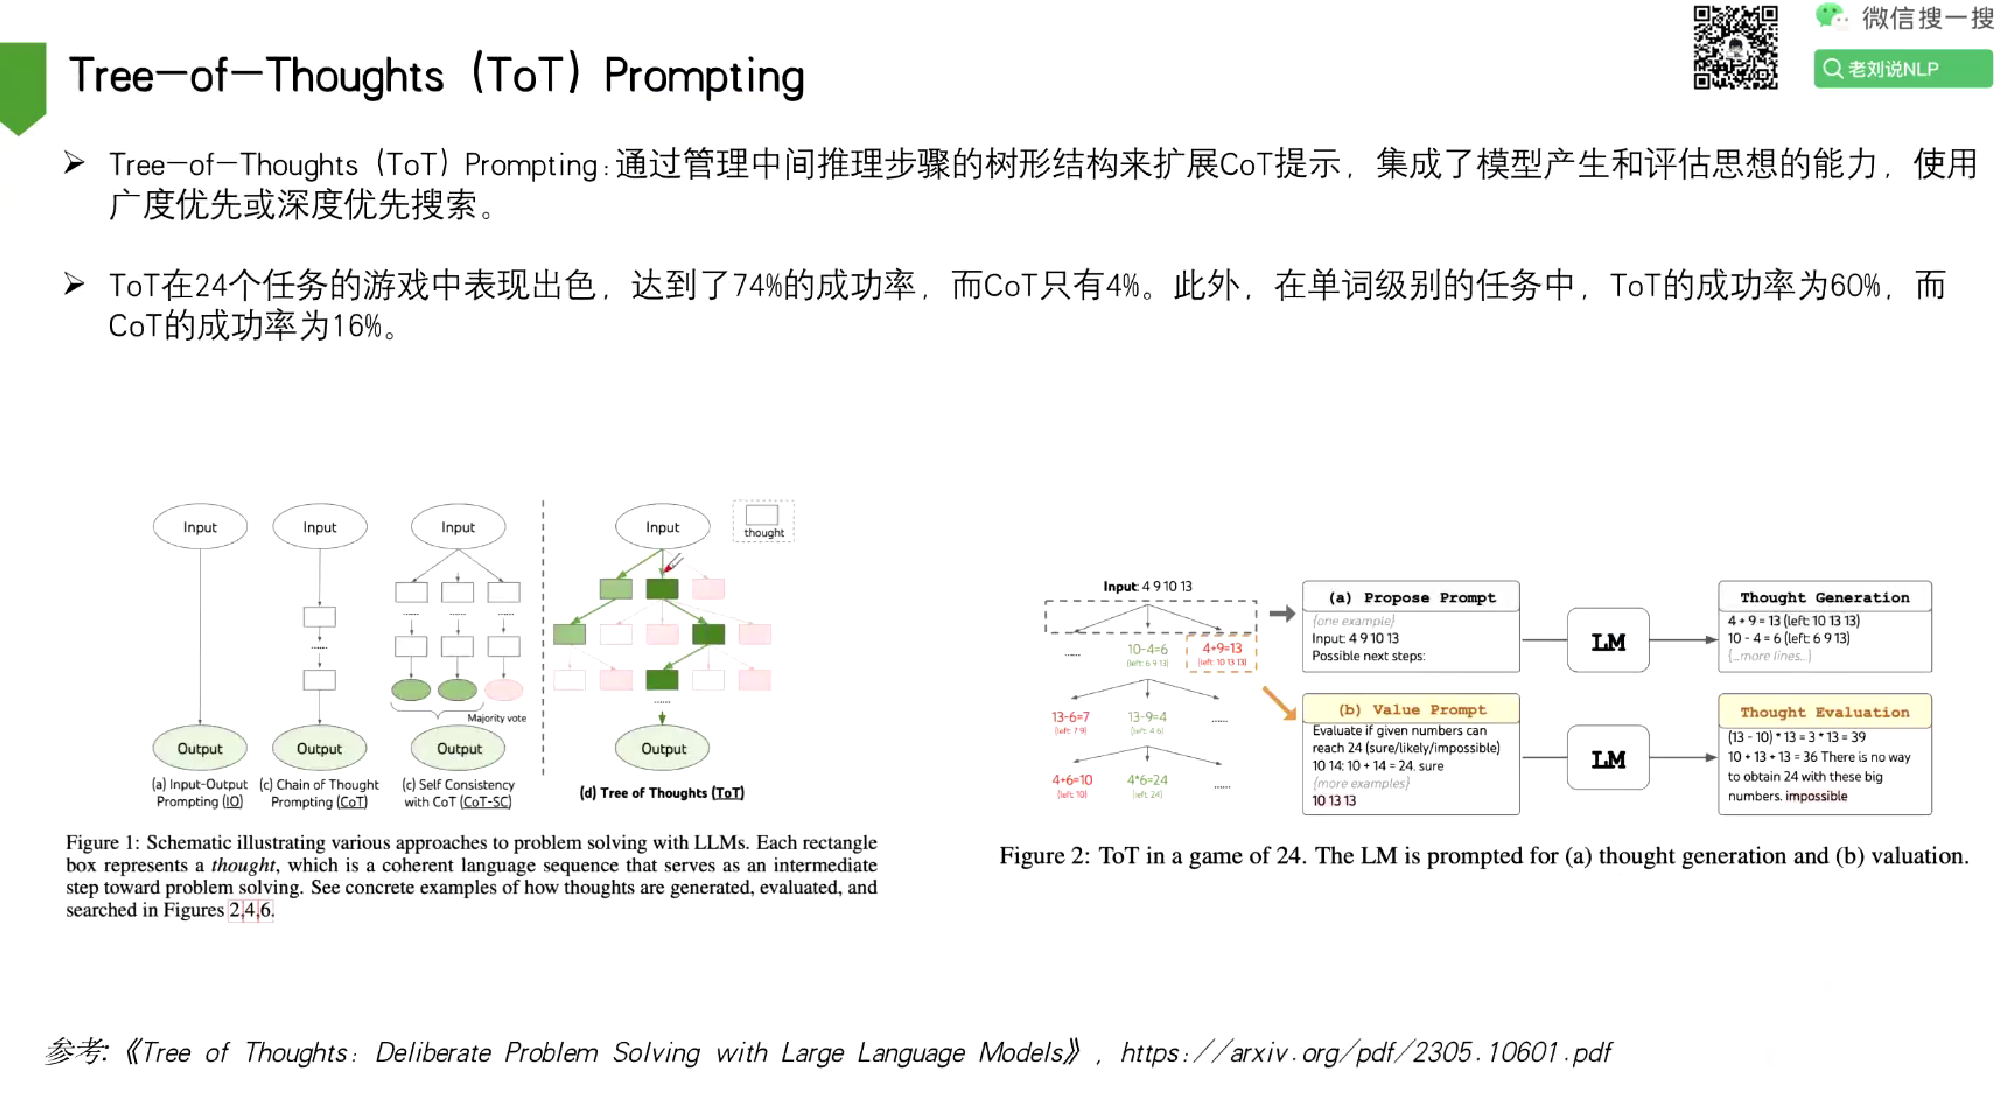 微信搜一搜
老刘说NLP
Tree-of-Thoughts (ToT) Prompting
➢ Tree-of-Thoughts (ToT) Prompting:通过管理中间推理步骤的树形结构来扩展CoT提示，集成了模型产生和评估思想的能力，使用
广度优先或深度优先搜索。
➢ ToT在24个任务的游戏中表现出色，达到了74%的成功率，而CoT只有4%。此外，在单词级别的任务中，ToT的成功率为60%，而
CoT的成功率为16%。
Input
Input
Input
Input
thought
......
......
......
......
Majority vote
......
Output
Output
Output
Output
(a) Input-Output
Prompting (IO)
(c) Chain of Thought
Prompting (CoT)
(c) Self Consistency
with CoT (CoT-SC)
(d) Tree of Thoughts (ToT)
Figure 1: Schematic illustrating various approaches to problem solving with LLMs. Each rectangle
box represents a thought, which is a coherent language sequence that serves as an intermediate
step toward problem solving. See concrete examples of how thoughts are generated, evaluated, and
searched in Figures 2,4,6.
Input: 4 9 10 13
......
10-4=6
(left: 6 9 13)
4+9=13
(left: 10 13 13)
13-6=7
(left: 7 9)
13-9=4
(left: 4 6)
......
4+6=10
(left: 10)
4*6=24
(left: 24)
......
(a) Propose Prompt
{one example}
Input: 4 9 10 13
Possible next steps:
LM
Thought Generation
4 + 9 = 13 (left: 10 13 13)
10 - 4 = 6 (left: 6 9 13)
{...more lines...}
(b) Value Prompt
Evaluate if given numbers can
reach 24 (sure/likely/impossible)
10 14: 10 + 14 = 24. sure
{more examples}
10 13 13
LM
Thought Evaluation
(13 - 10) * 13 = 3 * 13 = 39
10 + 13 + 13 = 36 There is no way
to obtain 24 with these big
numbers. impossible
Figure 2: ToT in a game of 24. The LM is prompted for (a) thought generation and (b) valuation.
参考:《Tree of Thoughts: Deliberate Problem Solving with Large Language Models》, https://arxiv.org/pdf/2305.10601.pdf